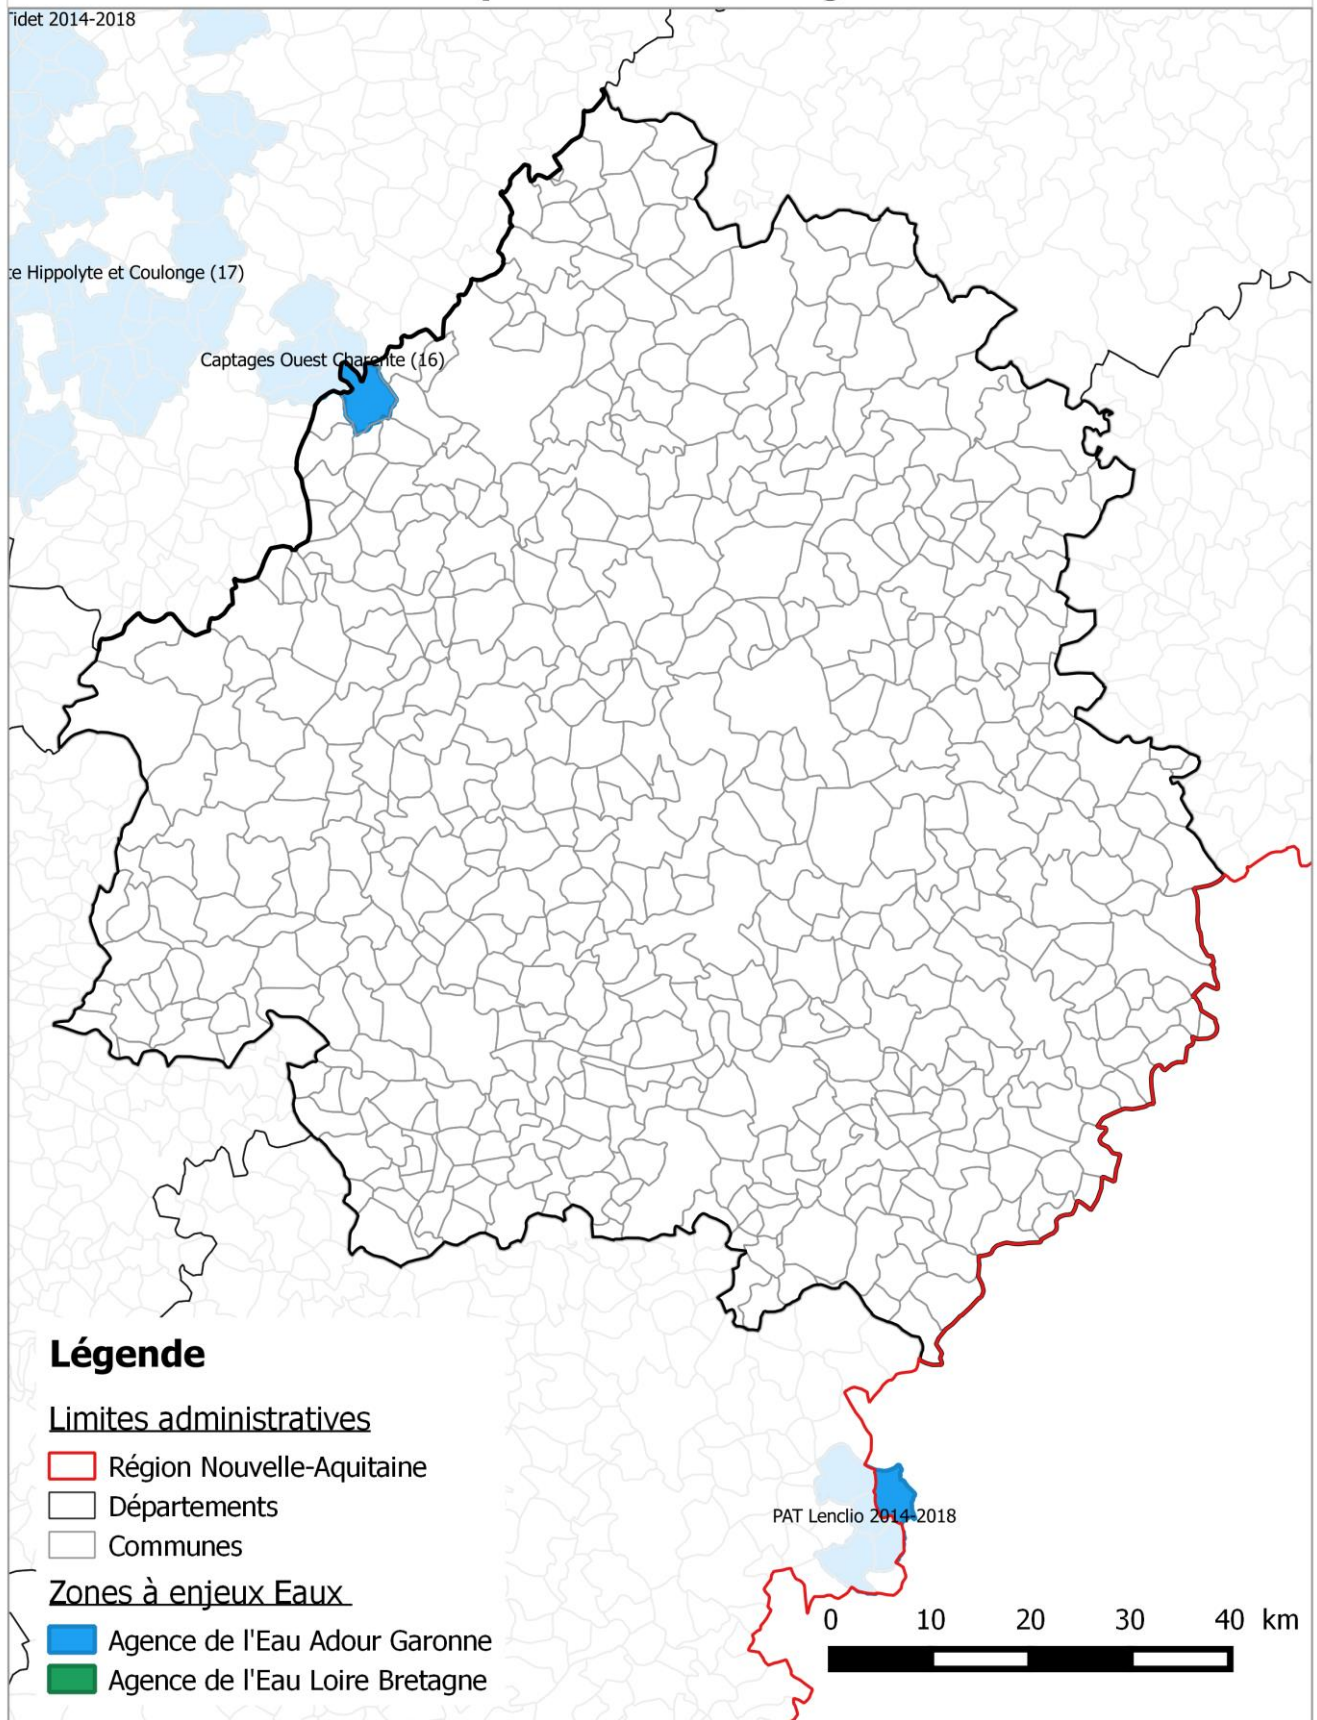 idet 2014-2018
te Hippolyte et Coulonge (17)
Captages Ouest Charente (16)
Légende
Limites administratives
Région Nouvelle-Aquitaine
Départements
Communes
Zones à enjeux Eaux
Agence de l'Eau Adour Garonne
Agence de l'Eau Loire Bretagne
PAT Lenclio 2014-2018
0 10 20 30 40 km